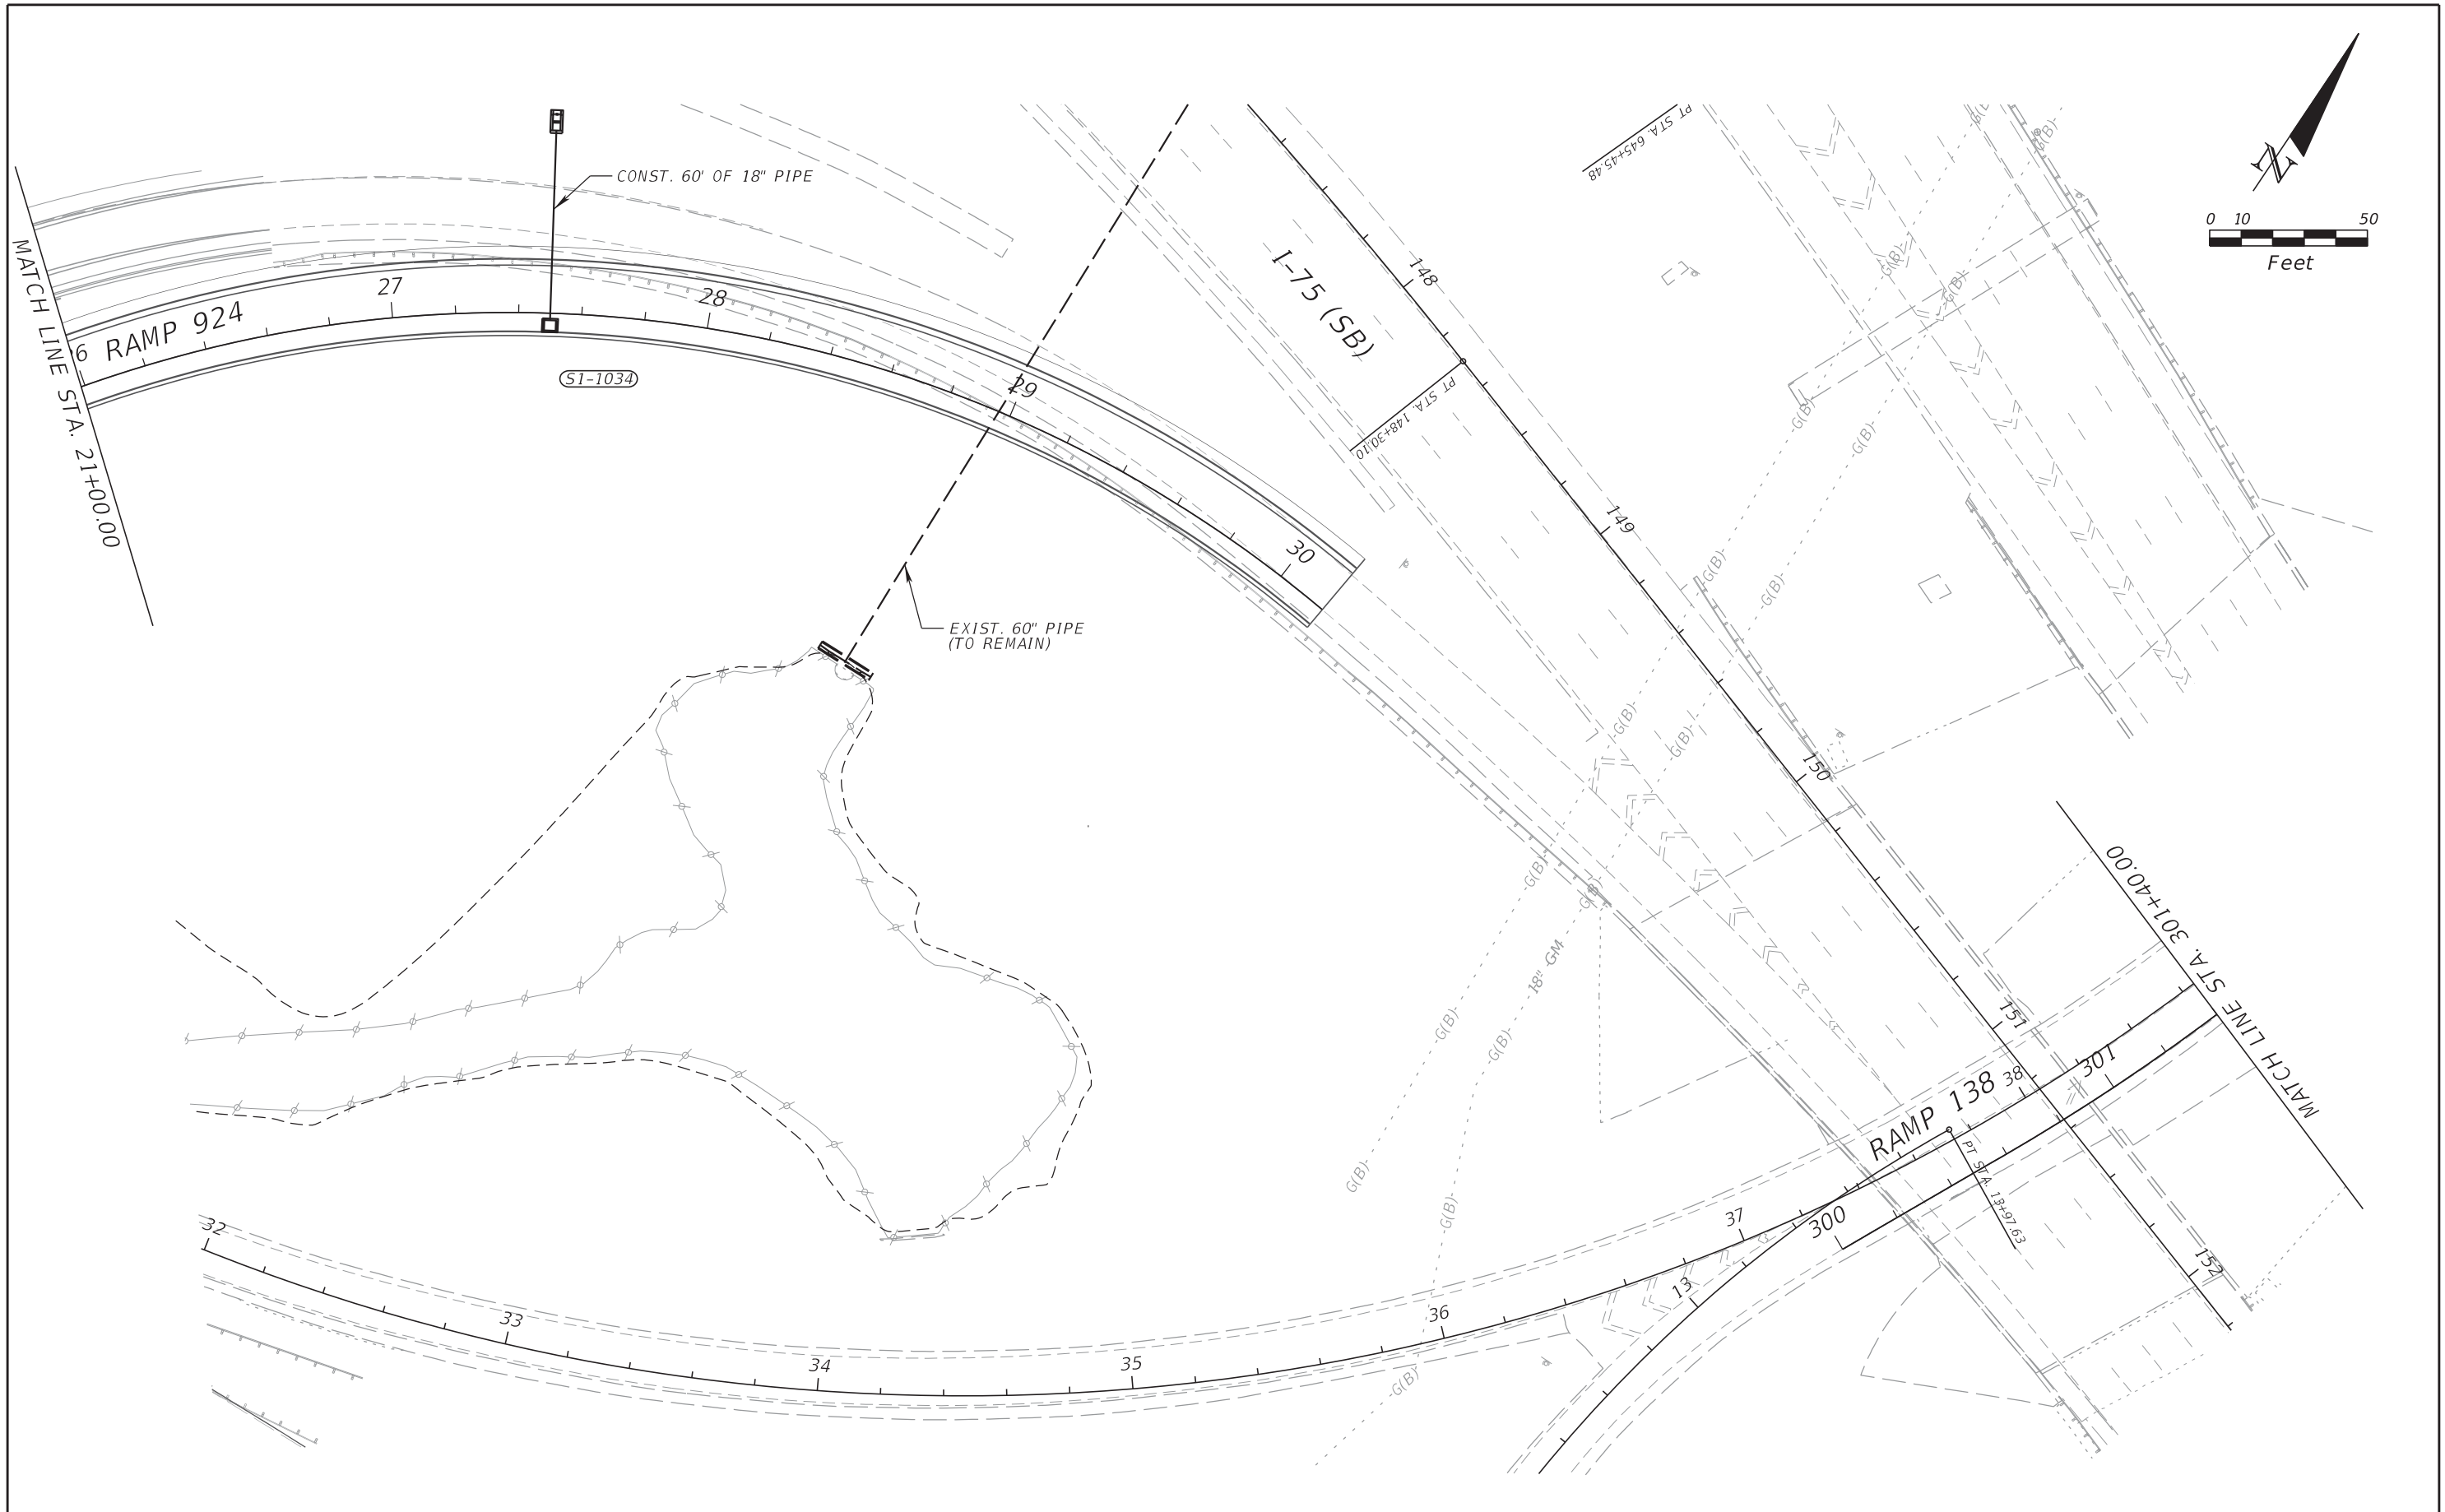 CONST. 60' OF 18" PIPE
PT STA. 645+45.48
N
0 10 50
Feet
MATCH LINE STA. 21+00.00
RAMP 924
27
28
29
30
S1-1034
I-75 (SB)
148
PT STA. 148+30.10
149
150
151
152
EXIST. 60" PIPE
(TO REMAIN)
G(B)
G(B)
G(B)
G(B)
G(B)
G(B)
G(B)
G(B)
G(B)
G(B)
G(B)
G(B)
G(B)
18" GM
G(B)
G(B)
G(B)
G(B)
G(B)
MATCH LINE STA. 301+40.00
RAMP 138
38
301
300
PT STA. 13+97.63
13
32
33
34
35
36
37